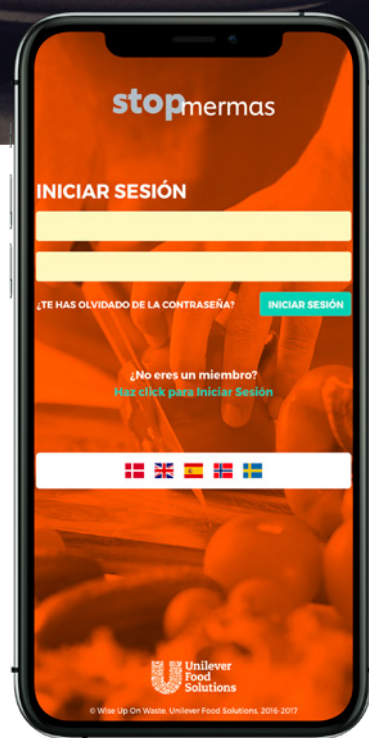 stopmermas
INICIAR SESIÓN
¿TE HAS OLVIDADO DE LA CONTRASEÑA?
INICIAR SESIÓN
¿No eres un miembro?
Haz click para Iniciar Sesión
Unilever
Food
Solutions
© Wise Up On Waste. Unilever Food Solutions, 2016-2017